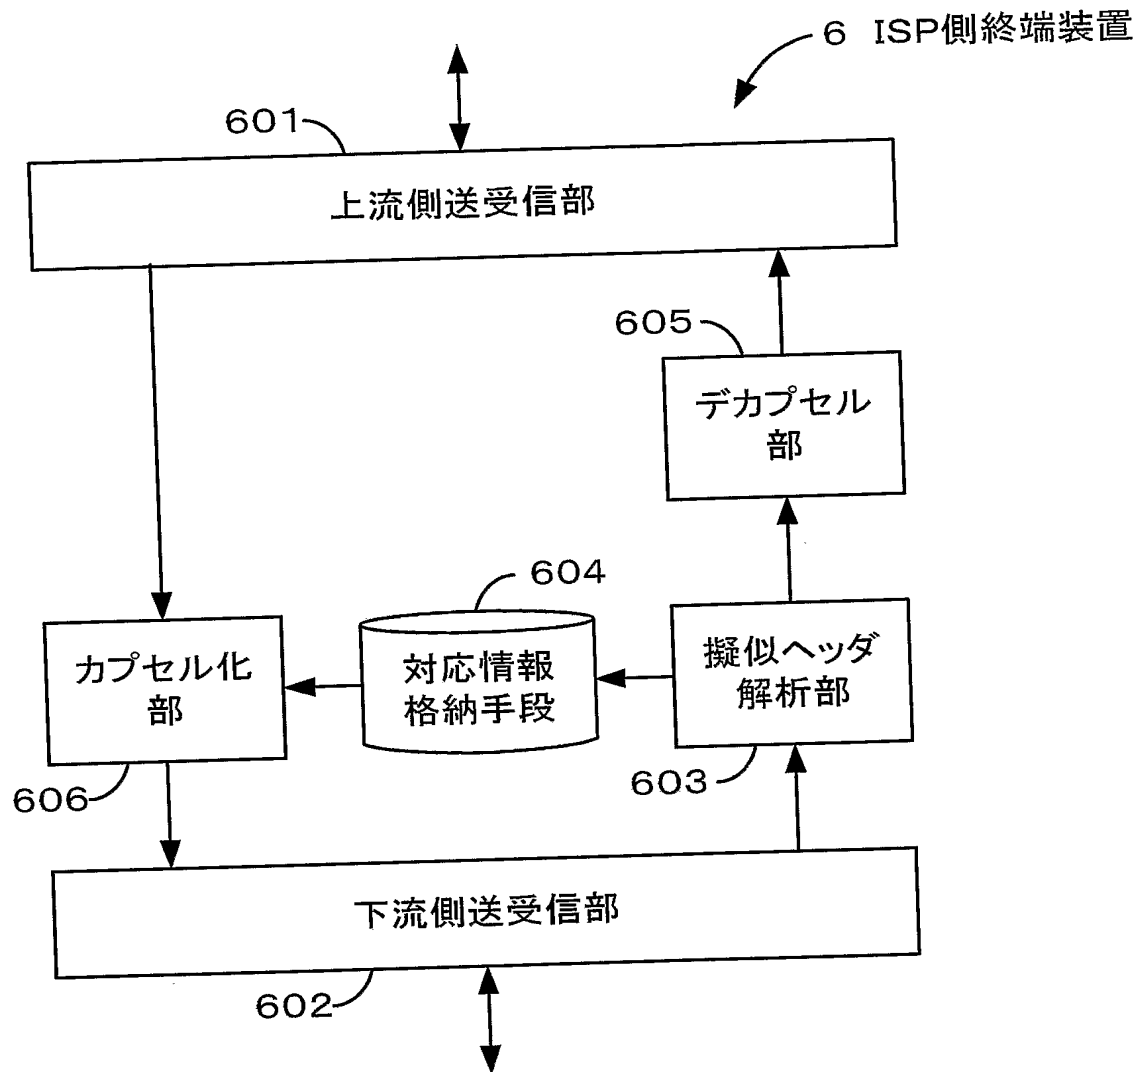 6 ISP側終端装置
601
上流側送受信部
605
デカプセル
部
604
カプセル化
部
対応情報
格納手段
擬似ヘッダ
解析部
606
603
下流側送受信部
602